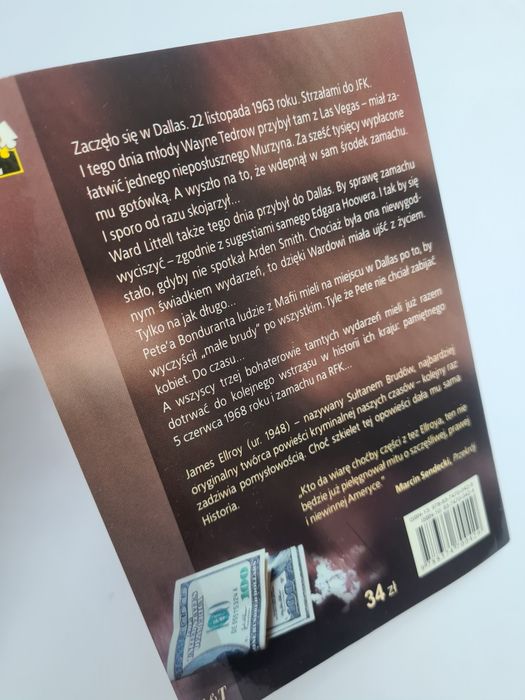 Zaczęło się w Dallas. 22 listopada 1963 roku. Strzałami do JFK.
I tego dnia młody Wayne Tedrow przybył tam z Las Vegas – miał za-
łatwić jednego nieposłusznego Murzyna. Za sześć tysięcy wypłacone
mu gotówką. A wyszło na to, że wdepnął w sam środek zamachu.
I sporo od razu skojarzył...
Ward Littell także tego dnia przybył do Dallas. By sprawę zamachu
wyciszyć – zgodnie z sugestiami samego Edgara Hoovera. I tak by się
stało, gdyby nie spotkał Arden Smith. Chociaż była ona niewygod-
nym świadkiem wydarzeń, to dzięki Wardowi miała ujść z życiem.
Tylko na jak długo...
Pete'a Bonduranta ludzie z Mafii mieli na miejscu w Dallas po to, by
wyczyścił „małe brudy” po wszystkim. Tyle że Pete nie chciał zabijać
kobiet. Do czasu...
A wszyscy trzej bohaterowie tamtych wydarzeń mieli już razem
dotrwać do kolejnego wstrząsu w historii ich kraju: pamiętnego
5 czerwca 1968 roku i zamachu na RFK...
James Ellroy (ur. 1948) – nazywany Sułtanem Brudów, najbardziej
oryginalny twórca powieści kryminalnej naszych czasów – kolejny raz
zadziwia pomysłowością. Choć szkielet tej opowieści dała mu sama
Historia.
„Kto da wiarę choćby części z tez Ellroya, ten nie
będzie już pielęgnował mitu o szczęśliwej, prawej
i niewinnej Ameryce.”
Marcin Sendecki, Przekrój
34 zł
100